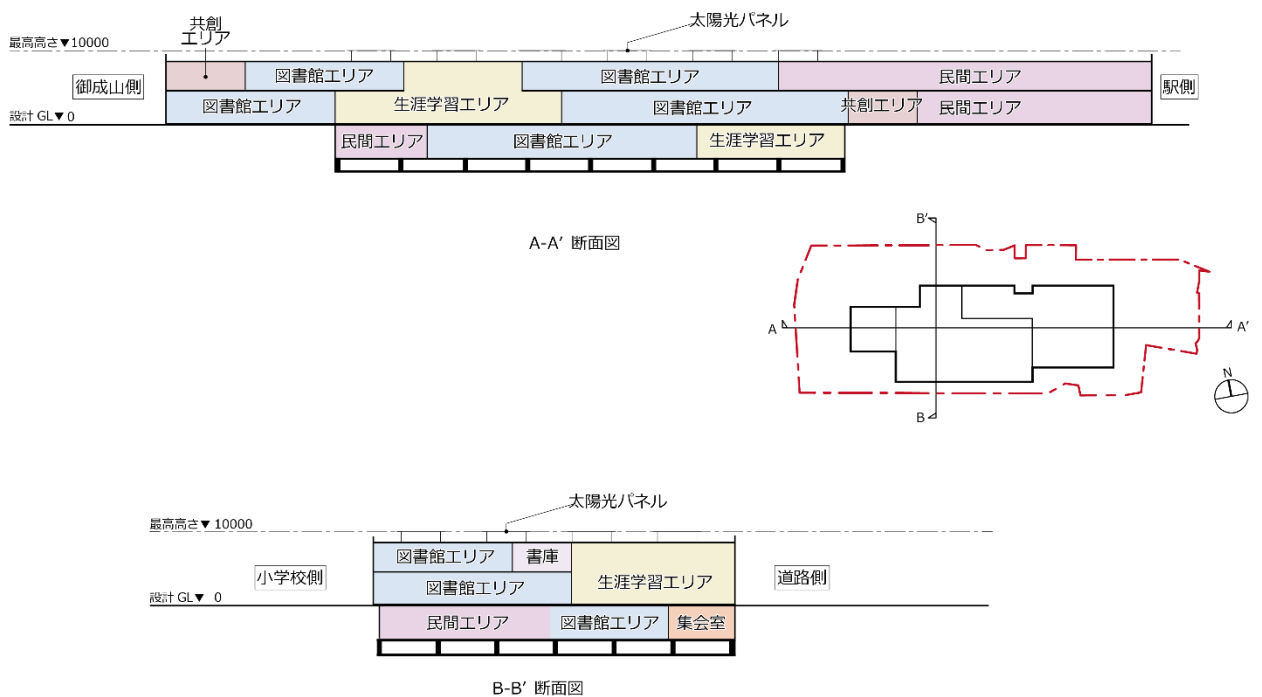 共創
エリア
太陽光パネル
最高高さ▼10000
御成山側
図書館エリア
図書館エリア
民間エリア
駅側
図書館エリア
生涯学習エリア
図書館エリア
共創エリア
民間エリア
設計 GL▼ 0
民間エリア
図書館エリア
生涯学習エリア
A-A' 断面図
B'
A
A'
B
N
太陽光パネル
最高高さ▼ 10000
小学校側
図書館エリア
書庫
図書館エリア
生涯学習エリア
道路側
設計 GL▼ 0
民間エリア
図書館エリア
集会室
B-B' 断面図